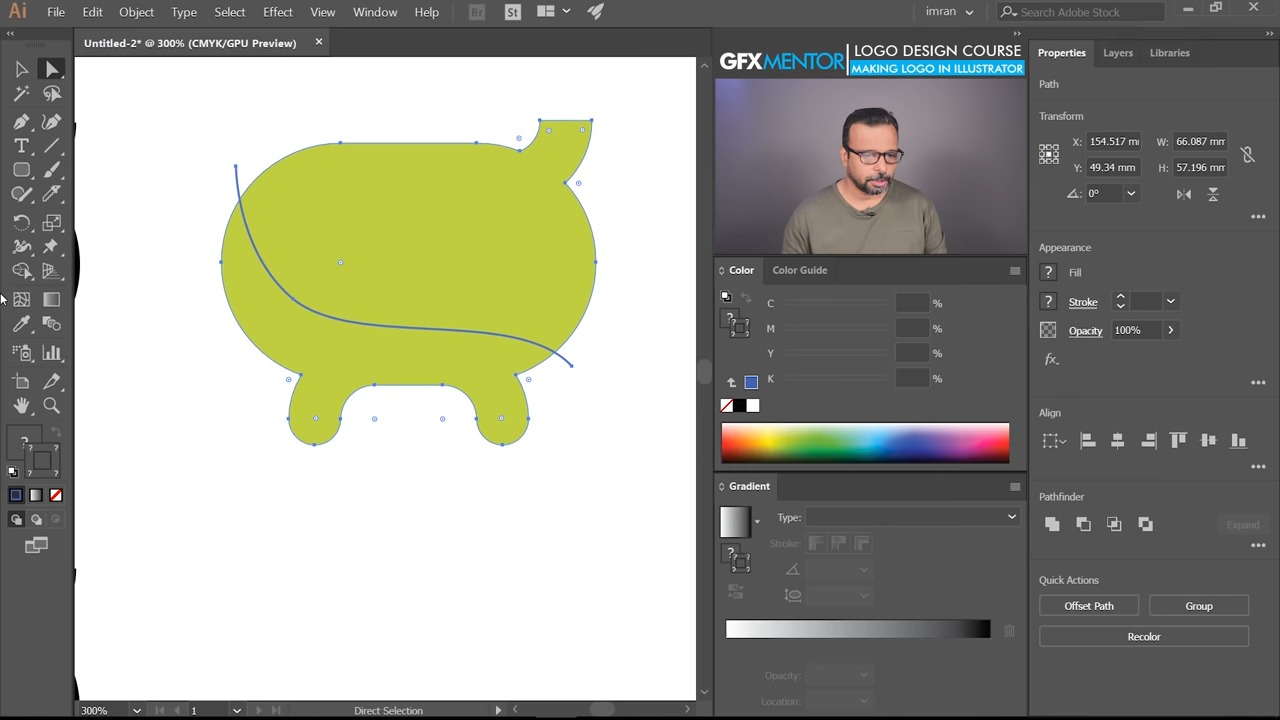 Ai File Edit Object Type Select Effect View Window Help Br St imran Search Adobe Stock
Untitled-2* @ 300% (CMYK/GPU Preview)
GFXMENTOR LOGO DESIGN COURSE
MAKING LOGO IN ILLUSTRATOR
Properties Layers Libraries
Path
Transform
X: 154.517 m W: 66.087 mm
Y: 49.34 mm H: 57.196 mm
0°
Appearance
? Fill
? Stroke
Opacity 100%
fx.
Align
Pathfinder
Expand
Quick Actions
Offset Path Group
Recolor
Color Color Guide
C %
M %
Y %
K %
Gradient
Type:
Stroke:
Opacity:
Location:
300% 1 Direct Selection